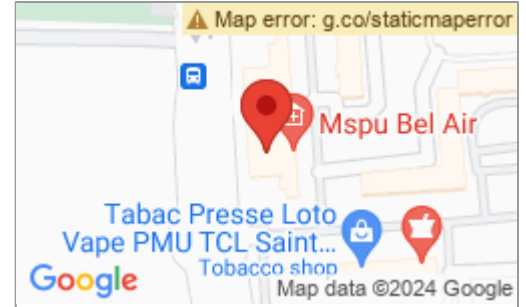 Map error: g.co/staticmaperror
Mspu Bel Air
Tabac Presse Loto
Vape PMU TCL Saint...
Tobacco shop
Google
Map data ©2024 Google